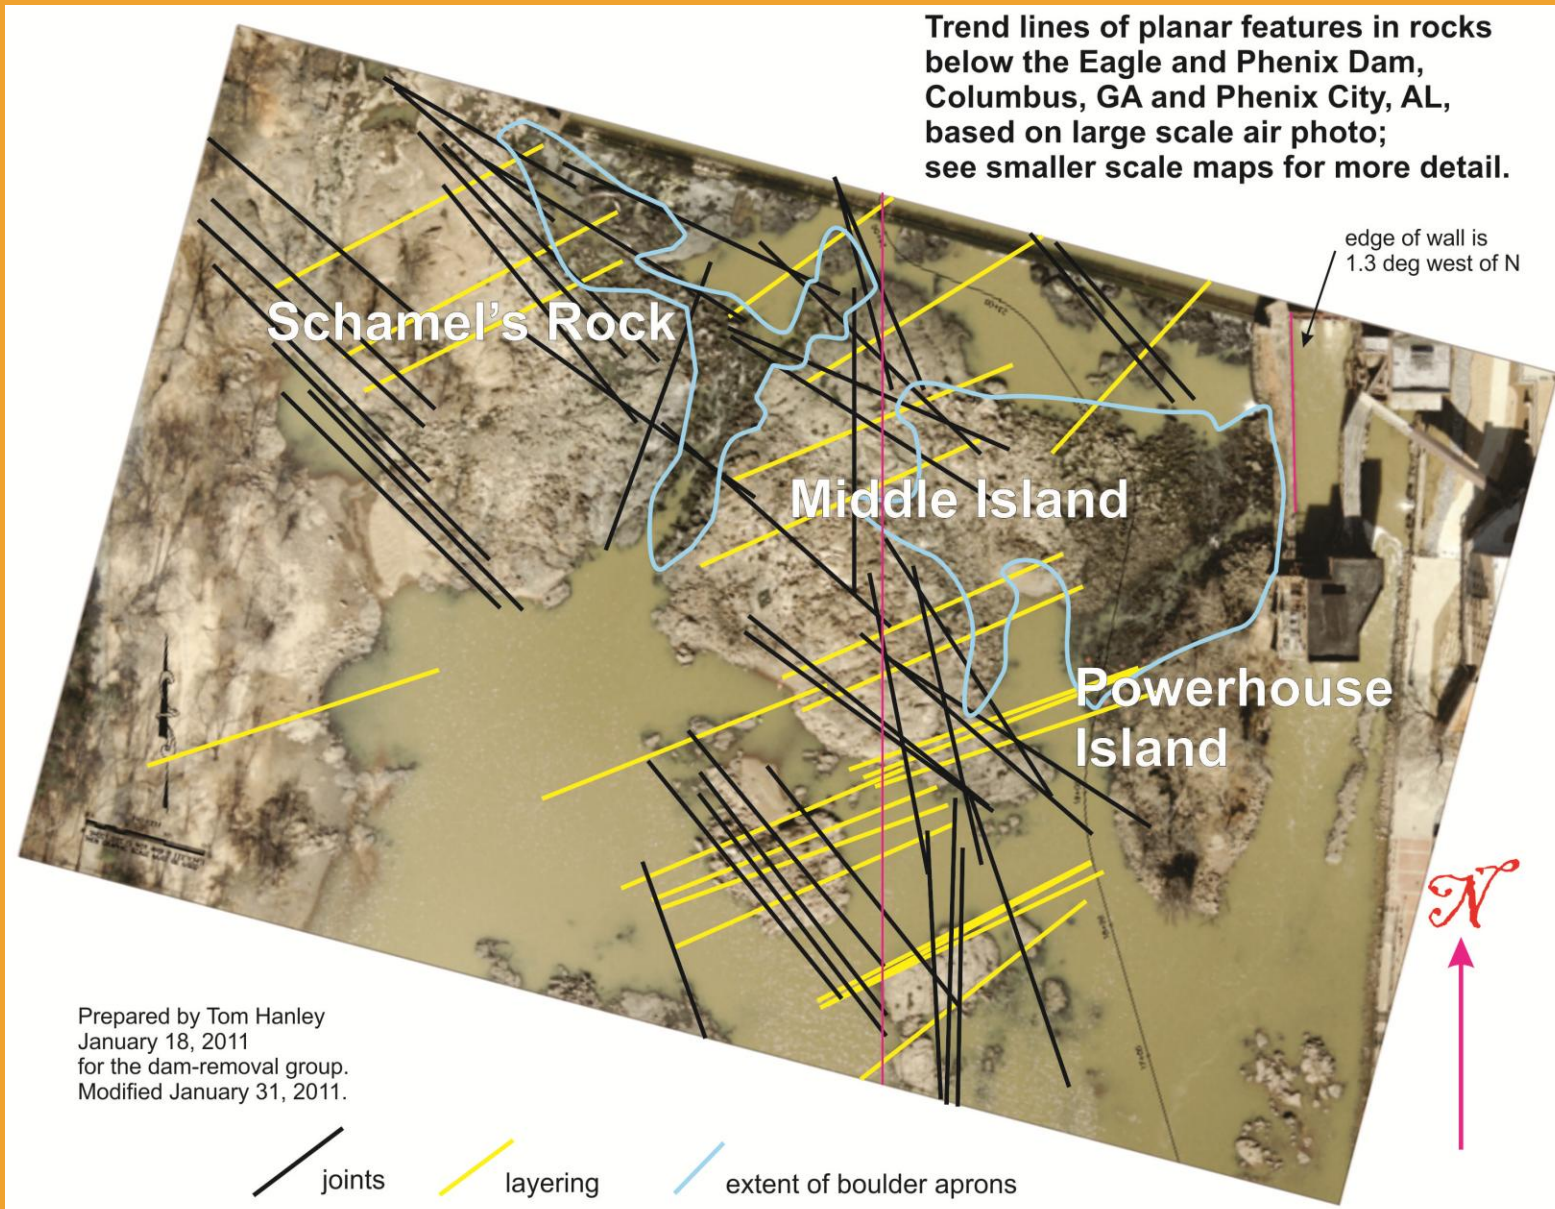 Trend lines of planar features in rocks
below the Eagle and Phenix Dam,
Columbus, GA and Phenix City, AL,
based on large scale air photo;
see smaller scale maps for more detail.
edge of wall is
1.3 deg west of N
Schamel's Rock
Middle Island
Powerhouse
Island
N
Prepared by Tom Hanley
January 18, 2011
for the dam-removal group.
Modified January 31, 2011.
joints
layering
extent of boulder aprons